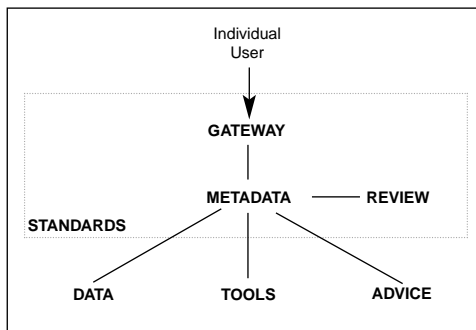 Individual
User
GATEWAY
METADATA
REVIEW
STANDARDS
DATA
TOOLS
ADVICE